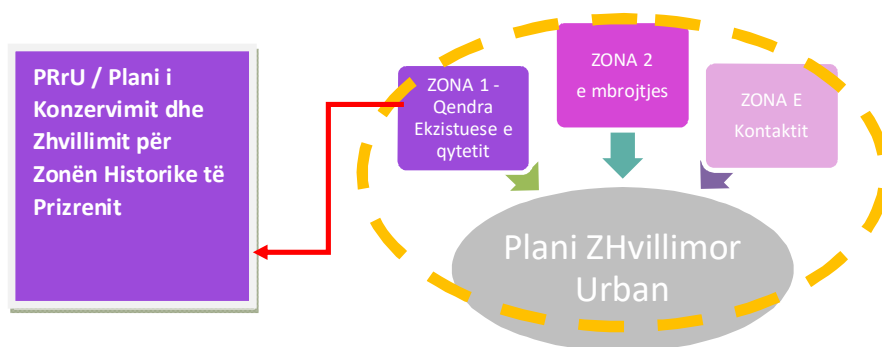 PRrU / Plani i
Konzervimit dhe
Zhvillimit për
Zonën Historike të
Prizrenit
ZONA 1 -
Qendra
Ekzistuese e
qytetit
ZONA 2
e mbrojtjes
ZONA E
Kontaktit
Plani ZHvillimor
Urban